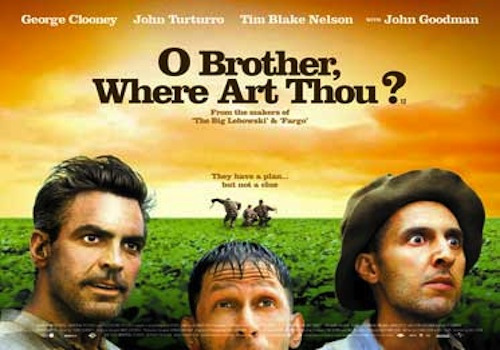 George Clooney John Turturro Tim Blake Nelson WITH John Goodman
O Brother,
Where Art Thou?
From the makers of
'The Big Lebowski' & 'Fargo'
They have a plan...
but not a clue